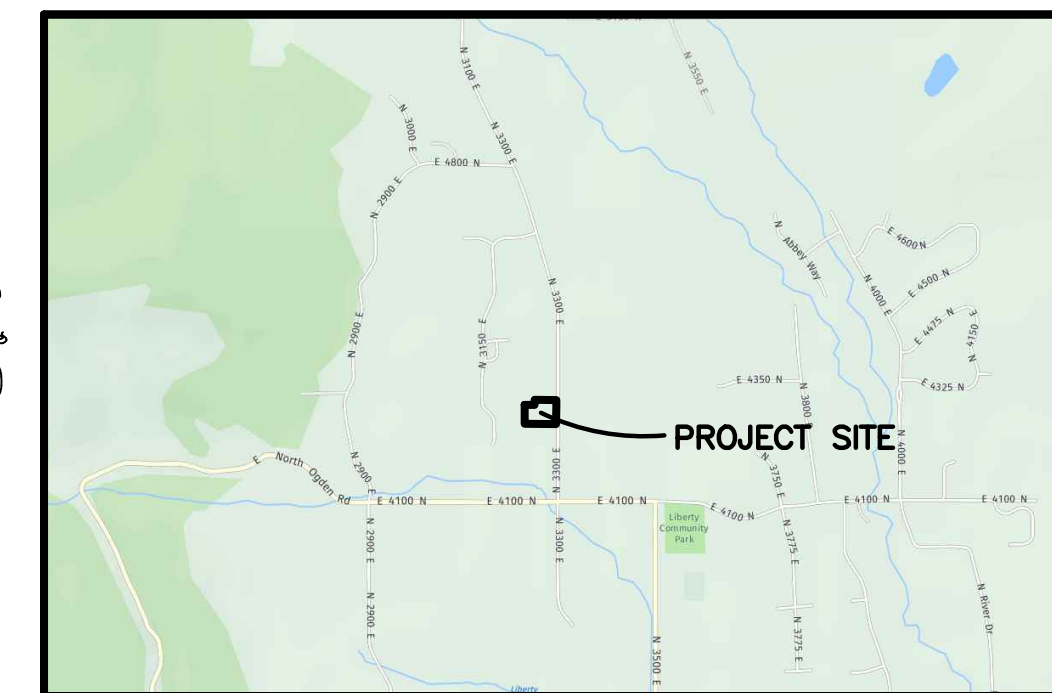 N 3100 E
N 3550 E
N 3000 E
N 3300 E
E 4800 N
N 2900 E
N Abbey Way
E 4600N
E 4500 N
N 4000 E
N 3300 E
N 2900 E
N 3150 E
E 4475 N
N 4150 E
E 4350 N
E 4325 N
N 3800
PROJECT SITE
N 4000 E
N 2900 E
E North Ogden Rd
N 3300 E
N 3750 E
E 4100 N
E 4100 N
E 4100 N
E 4100 N
E 4100 N
E 4100 N
Liberty
Community
Park
N 2900 E
N 3300 E
N 3775 E
N River Dr
N 2900 E
N 3775 E
N 3500 E
Liberty